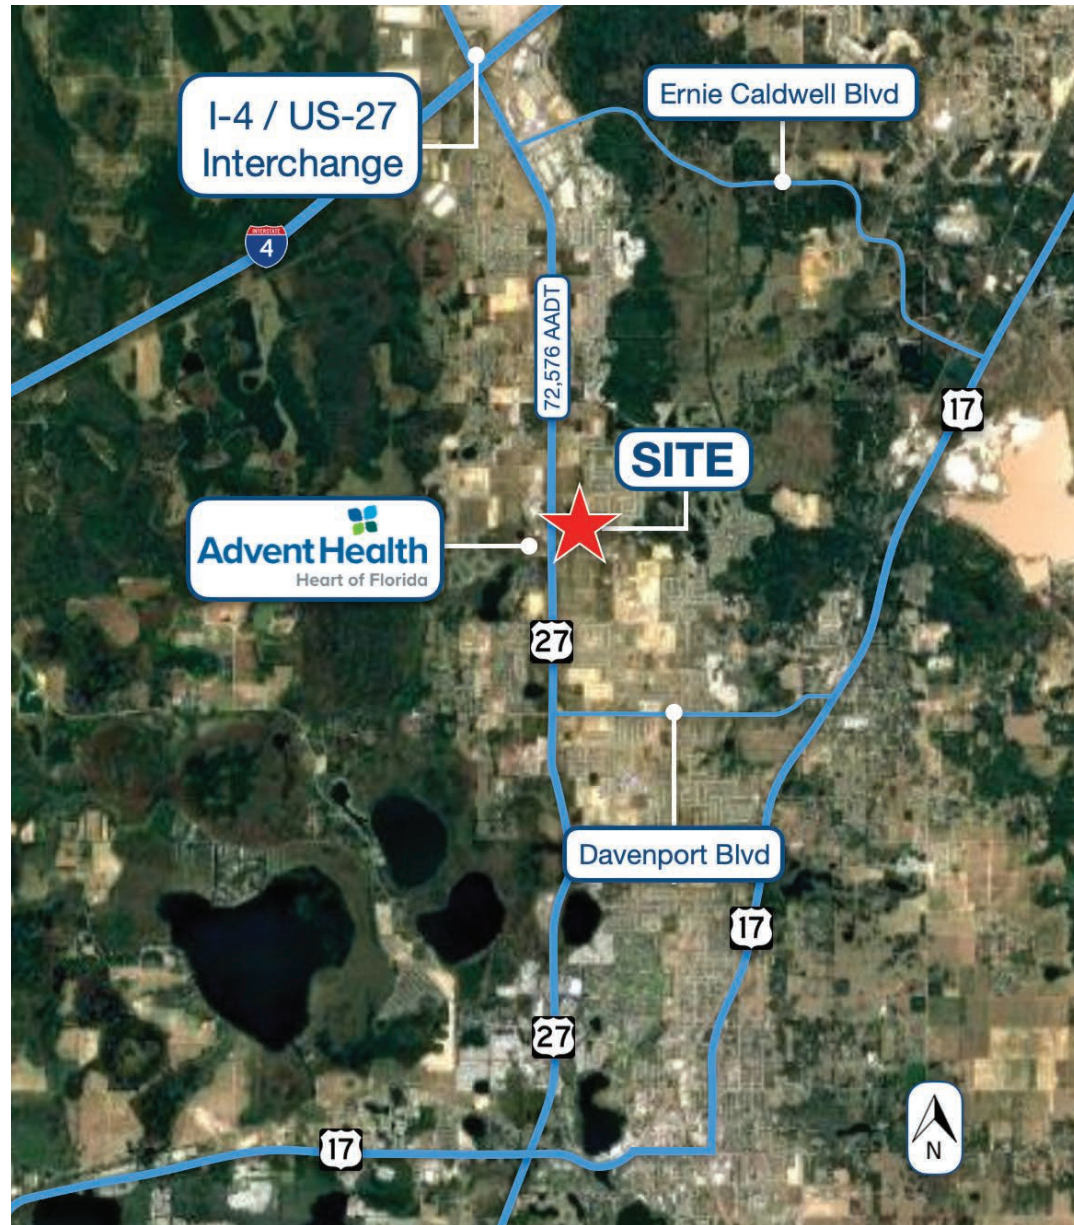 I-4 / US-27
Interchange
Ernie Caldwell Blvd
INTERSTATE
4
72,576 AADT
17
SITE
AdventHealth
Heart of Florida
27
Davenport Blvd
17
27
17
N